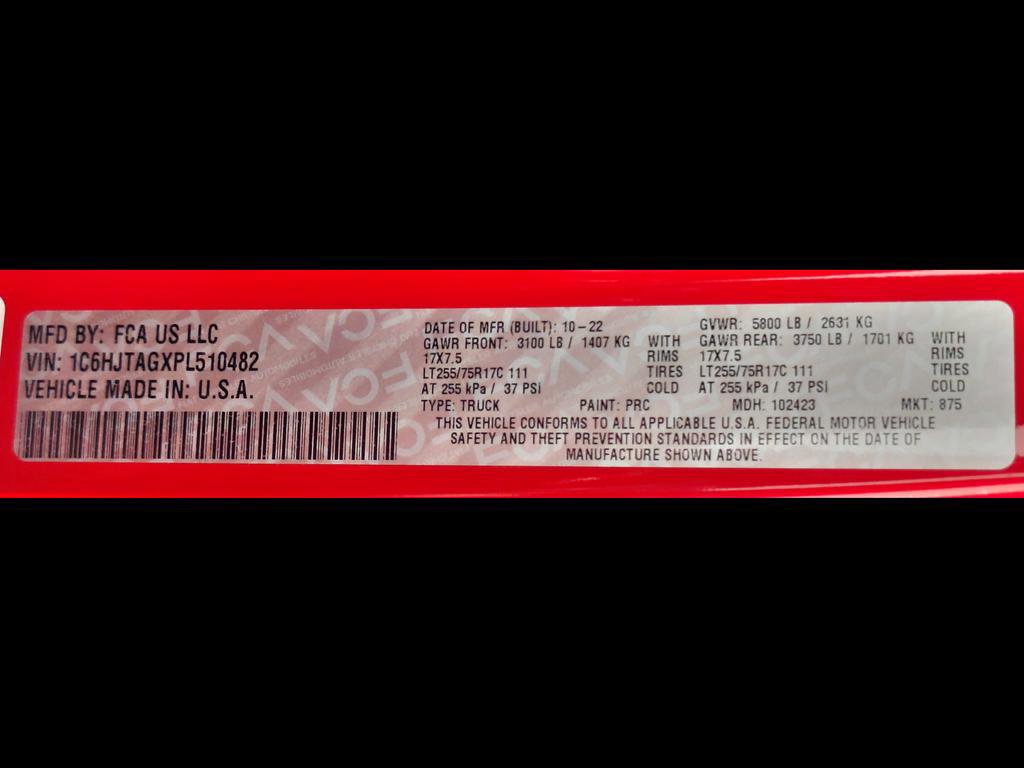 MFD BY: FCA US LLC
VIN: 1C6HJTAGXPL510482
VEHICLE MADE IN: U.S.A.
DATE OF MFR (BUILT): 10-22
GAWR FRONT: 3100 LB / 1407 KG WITH
17X7.5 RIMS
LT255/75R17C 111 TIRES
AT 255 kPa / 37 PSI COLD
GVWR: 5800 LB / 2631 KG
GAWR REAR: 3750 LB / 1701 KG WITH
17X7.5 RIMS
LT255/75R17C 111 TIRES
AT 255 kPa / 37 PSI COLD
TYPE: TRUCK PAINT: PRC MDH: 102423 MKT: 875
THIS VEHICLE CONFORMS TO ALL APPLICABLE U.S.A. FEDERAL MOTOR VEHICLE
SAFETY AND THEFT PREVENTION STANDARDS IN EFFECT ON THE DATE OF
MANUFACTURE SHOWN ABOVE.